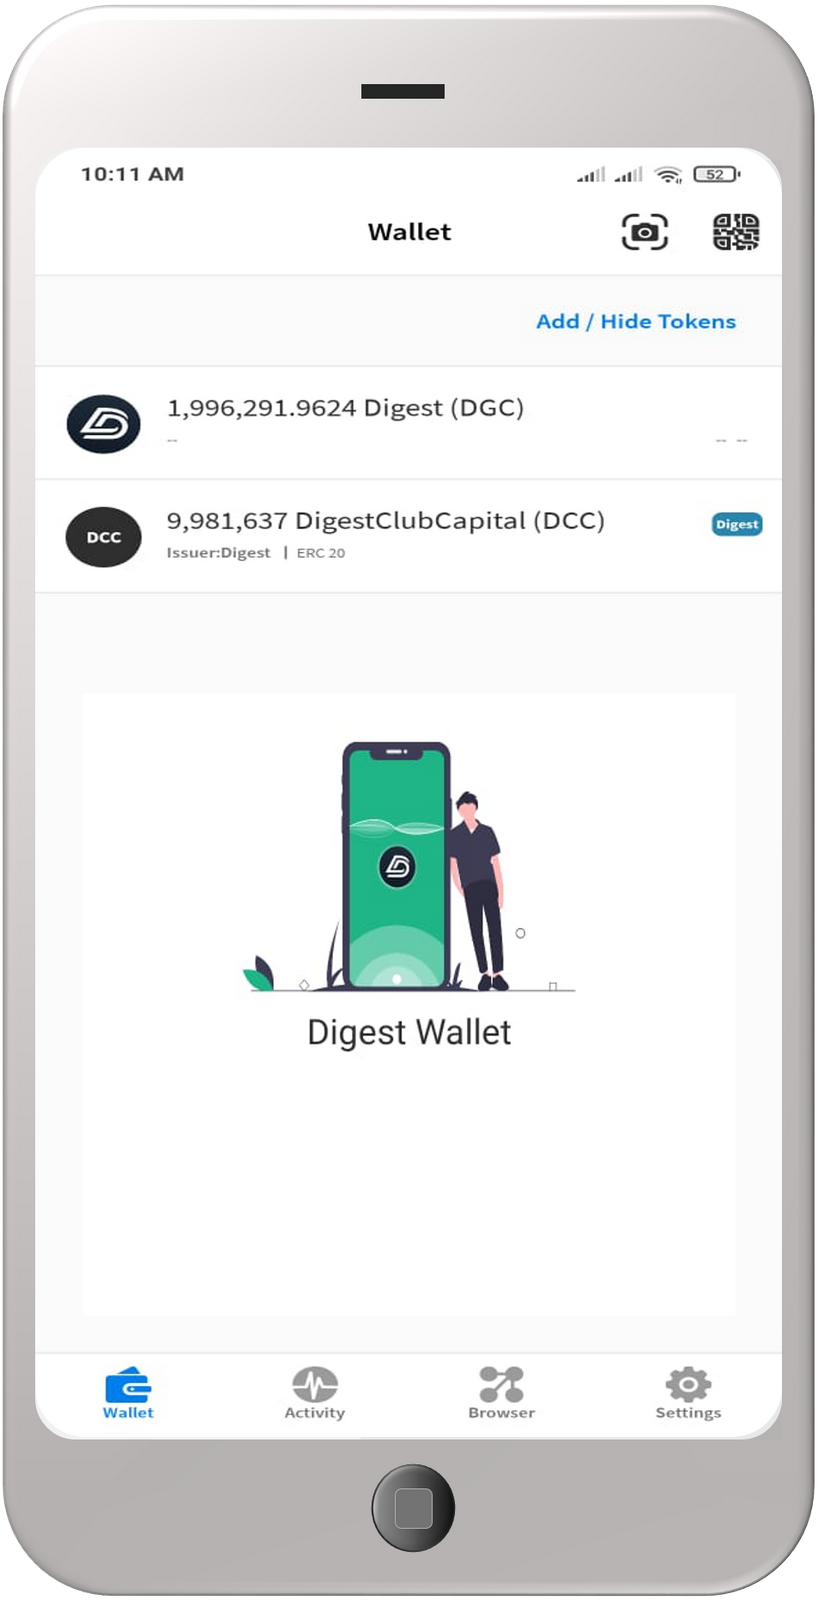 10:11 AM
52
Wallet
Add / Hide Tokens
1,996,291.9624 Digest (DGC)
-- -- --
9,981,637 DigestClubCapital (DCC)
DCC
Digest
Issuer:Digest | ERC 20
Digest Wallet
Wallet
Activity
Browser
Settings